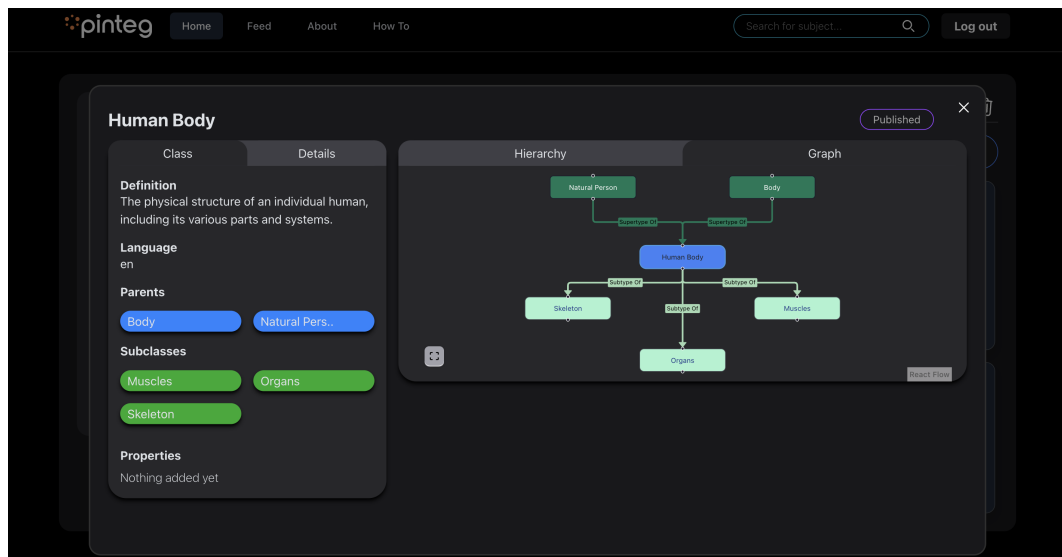 pinteg
Home
Feed
About
How To
Search for subject...
Log out
Human Body
Published
Class
Details
Definition
The physical structure of an individual human,
including its various parts and systems.
Language
en
Parents
Body
Natural Pers..
Subclasses
Muscles
Organs
Skeleton
Properties
Nothing added yet
Hierarchy
Graph
Natural Person
Body
Supertype Of
Supertype Of
Human Body
Subtype Of
Subtype Of
Skeleton
Subtype Of
Muscles
Organs
React Flow